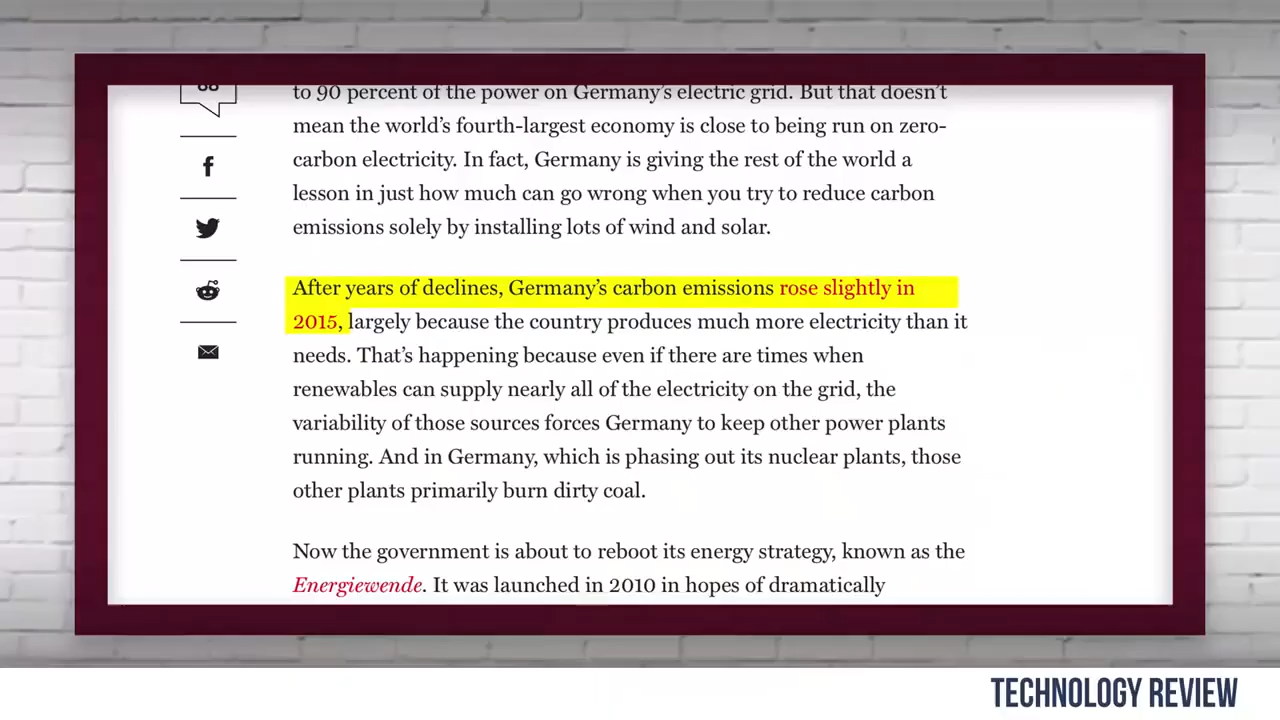 to 90 percent of the power on Germany's electric grid. But that doesn't
mean the world's fourth-largest economy is close to being run on zero-
carbon electricity. In fact, Germany is giving the rest of the world a
lesson in just how much can go wrong when you try to reduce carbon
emissions solely by installing lots of wind and solar.
After years of declines, Germany's carbon emissions rose slightly in
2015, largely because the country produces much more electricity than it
needs. That's happening because even if there are times when
renewables can supply nearly all of the electricity on the grid, the
variability of those sources forces Germany to keep other power plants
running. And in Germany, which is phasing out its nuclear plants, those
other plants primarily burn dirty coal.
Now the government is about to reboot its energy strategy, known as the
Energiewende. It was launched in 2010 in hopes of dramatically
TECHNOLOGY REVIEW